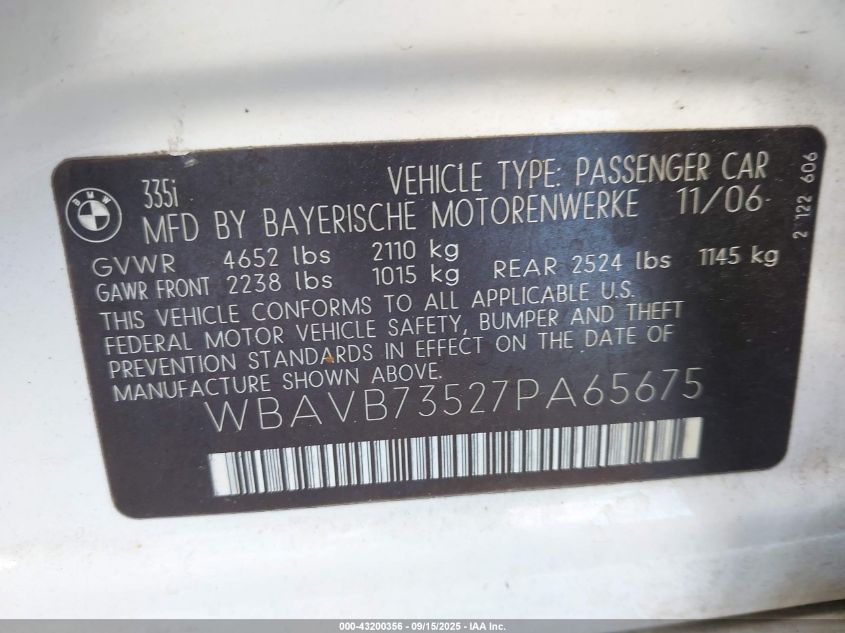 BMW
335i VEHICLE TYPE: PASSENGER CAR
MFD BY BAYERISCHE MOTORENWERKE 11/06
GVWR 4652 lbs 2110 kg
GAWR FRONT 2238 lbs 1015 kg REAR 2524 lbs 1145 kg
THIS VEHICLE CONFORMS TO ALL APPLICABLE U.S.
FEDERAL MOTOR VEHICLE SAFETY, BUMPER AND THEFT
PREVENTION STANDARDS IN EFFECT ON THE DATE OF
MANUFACTURE SHOWN ABOVE.
WBAVB73527PA65675
2 122 606
000-43200356 - 09/15/2025 - IAA Inc.